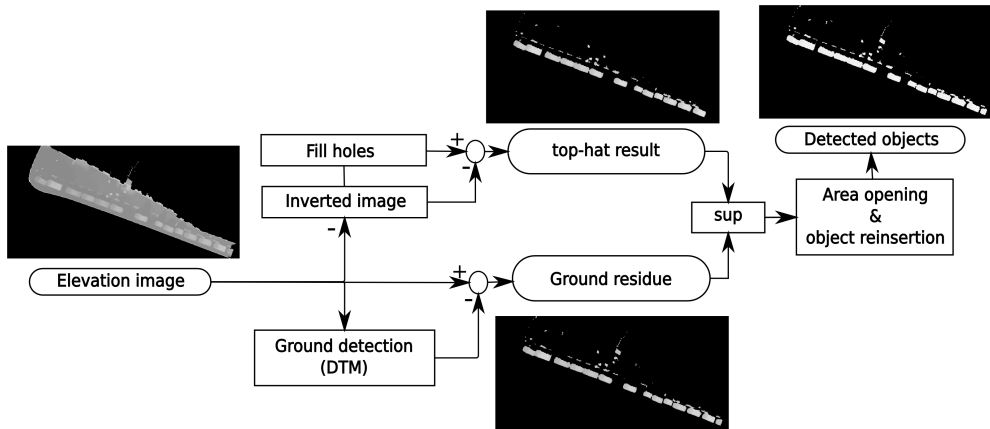 Detected objects
Fill holes
+
-
top-hat result
Inverted image
sup
Area opening
&
object reinsertion
-
Elevation image
+
-
Ground residue
Ground detection
(DTM)